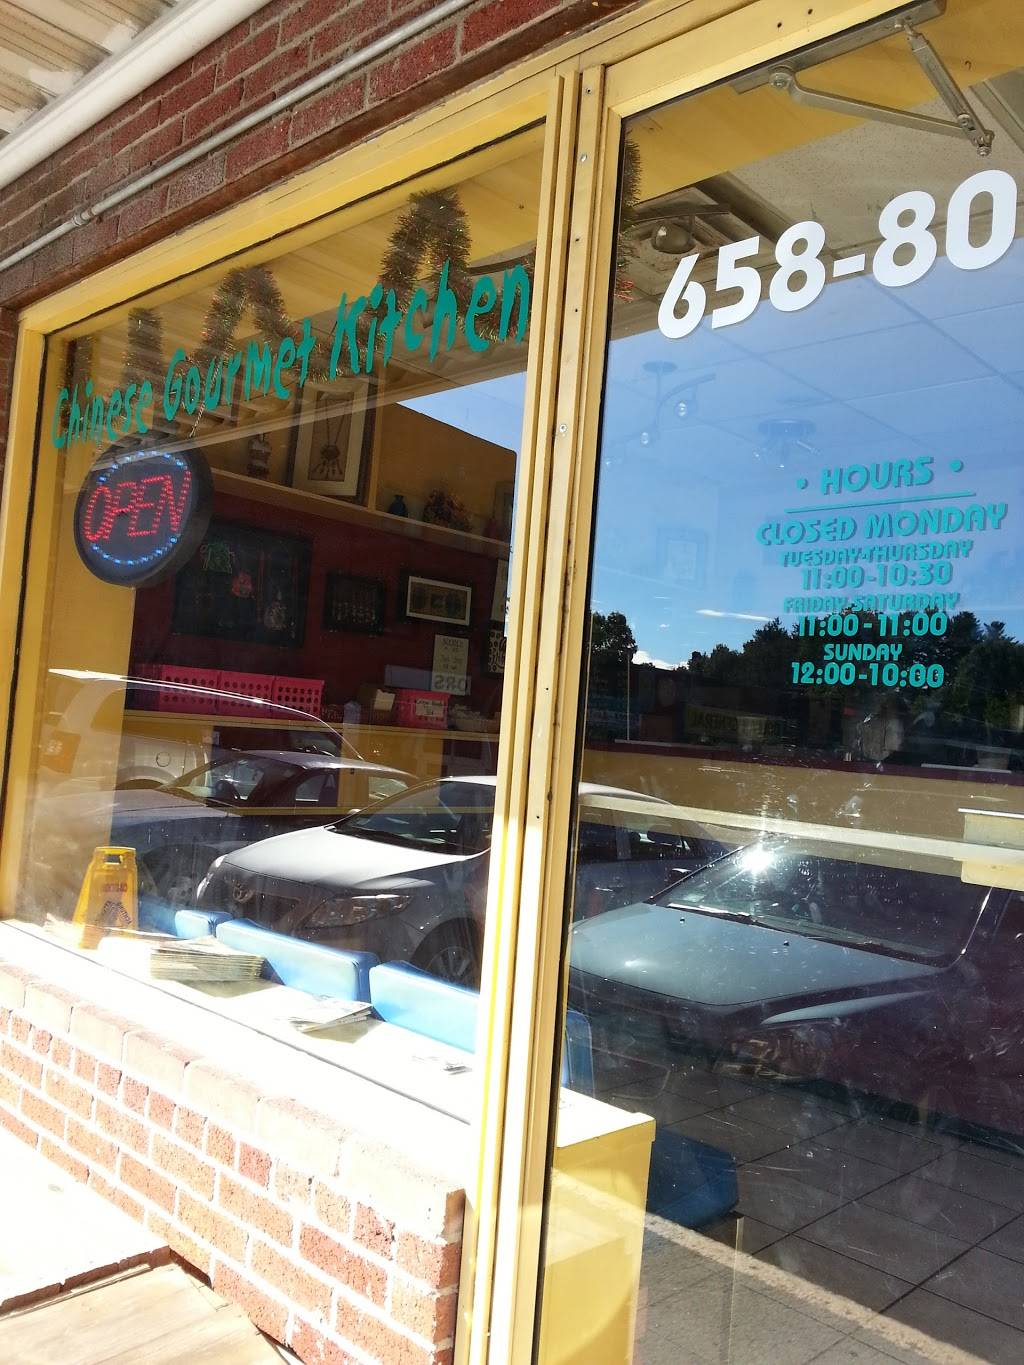 658-80
Chinese Gourmet Kitchen
OPEN
• HOURS •
CLOSED MONDAY
TUESDAY-THURSDAY
11:00-10:30
FRIDAY-SATURDAY
11:00-11:00
SUNDAY
12:00-10:00